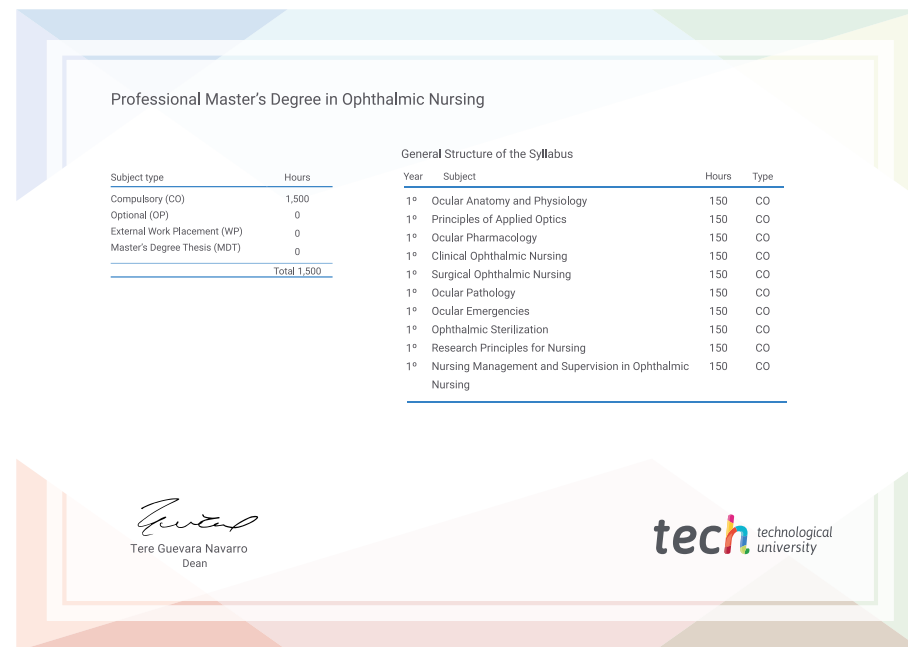 Professional Master's Degree in Ophthalmic Nursing
Subject type Hours
Compulsory (CO) 1,500
Optional (OP) 0
External Work Placement (WP) 0
Master's Degree Thesis (MDT) 0
Total 1,500
General Structure of the Syllabus
Year Subject Hours Type
1º Ocular Anatomy and Physiology 150 CO
1º Principles of Applied Optics 150 CO
1º Ocular Pharmacology 150 CO
1º Clinical Ophthalmic Nursing 150 CO
1º Surgical Ophthalmic Nursing 150 CO
1º Ocular Pathology 150 CO
1º Ocular Emergencies 150 CO
1º Ophthalmic Sterilization 150 CO
1º Research Principles for Nursing 150 CO
1º Nursing Management and Supervision in Ophthalmic 150 CO
Nursing
Tere Guevara Navarro
Dean
tech technological
university